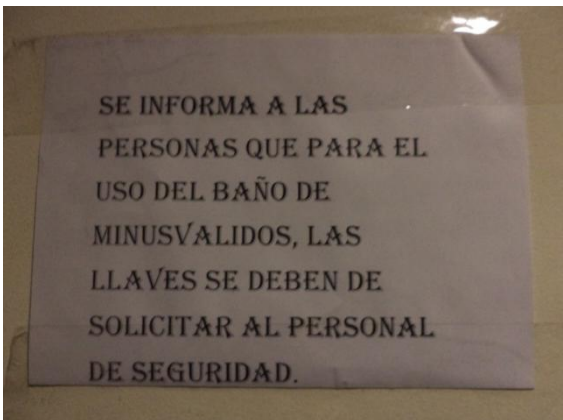 SE INFORMA A LAS
PERSONAS QUE PARA EL
USO DEL BAÑO DE
MINUSVALIDOS, LAS
LLAVES SE DEBEN DE
SOLICITAR AL PERSONAL
DE SEGURIDAD.